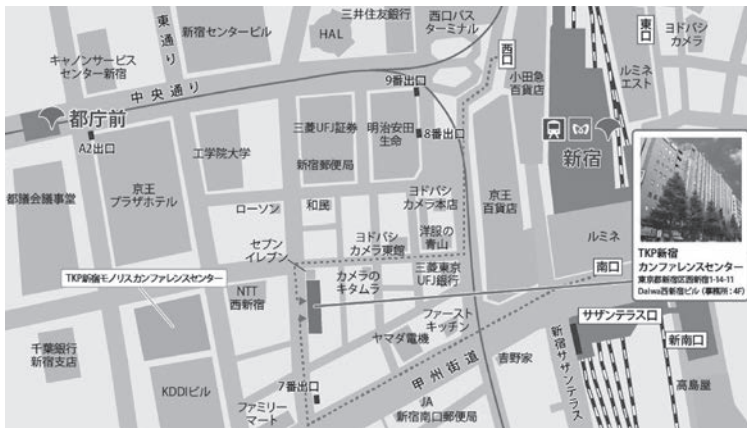 東通り
新宿センタービル
三井住友銀行
HAL
西口バス
ターミナル
西口
小田急
百貨店
東口
ヨドバシ
カメラ
ルミネ
エスト
キャノンサービス
センター新宿
中央通り
9番出口
都庁前
A2出口
三菱UFJ証券
明治安田
生命
8番出口
新宿
工学院大学
新宿郵便局
都議会議事堂
京王
プラザホテル
ローソン
和民
ヨドバシ
カメラ本店
京王
百貨店
ヨドバシ
カメラ東館
洋服の
青山
セブン
イレブン
ルミネ
TKP新宿
カンファレンスセンター
東京都新宿区西新宿1-14-11
Daiwa西新宿ビル (事務所:4F)
TKP新宿モノリスカンファレンスセンター
NTT
西新宿
カメラの
キタムラ
三菱東京
UFJ銀行
南口
ファースト
キッチン
サザンテラス口
ヤマダ電機
新宿サザンテラス
新南口
千葉銀行
新宿支店
甲州街道
吉野家
7番出口
KDDIビル
高島屋
ファミリー
マート
JA
新宿南口郵便局